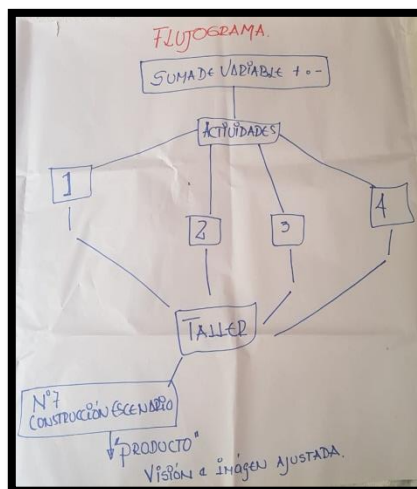 FLUJOGRAMA.
SUMA DE VARIABLE + o -
ACTIVIDADES
1
2
3
4
TALLER
N°7
CONSTRUCCIÓN ESCENARIO
"PRODUCTO"
VISIÓN e IMÁGEN AJUSTADA.